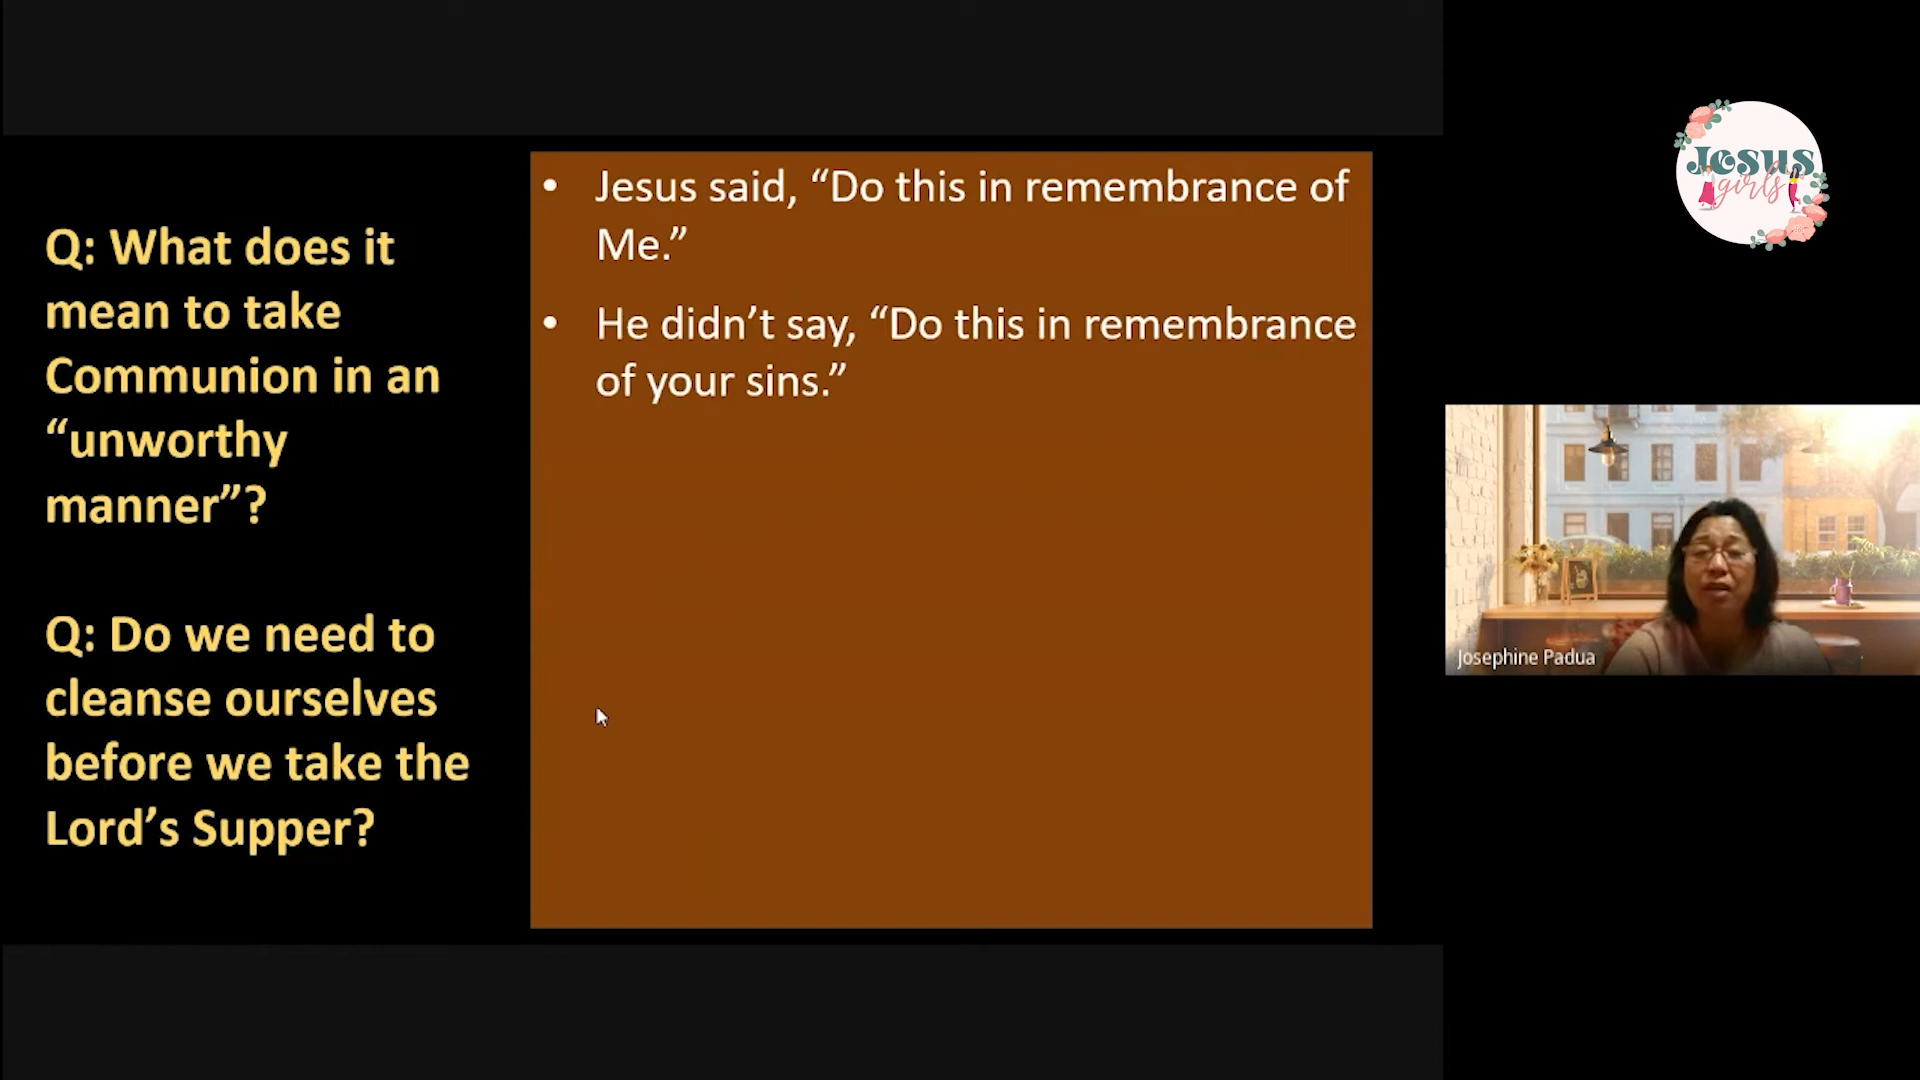 Q: What does it
mean to take
Communion in an
“unworthy
manner”?
Q: Do we need to
cleanse ourselves
before we take the
Lord’s Supper?
• Jesus said, “Do this in remembrance of
Me.”
• He didn’t say, “Do this in remembrance
of your sins.”
Jesus
girls
Josephine Padua